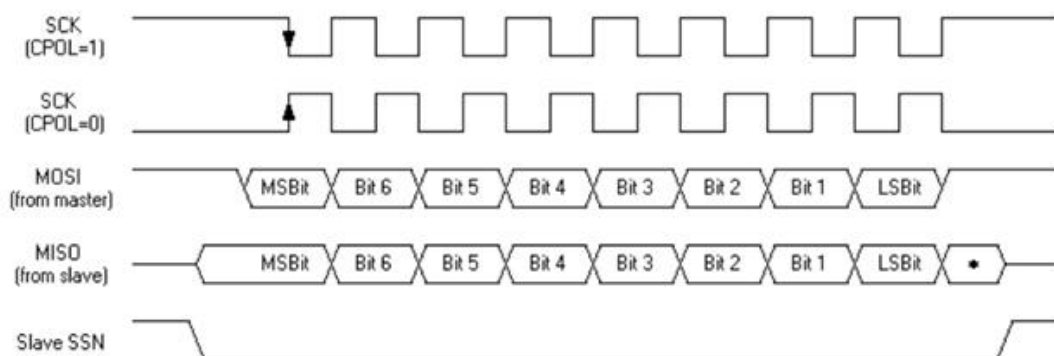 SCK
(CPOL=1)
SCK
(CPOL=0)
MOSI
(from master)
MSBit Bit 6 Bit 5 Bit 4 Bit 3 Bit 2 Bit 1 LSBit
MISO
(from slave)
MSBit Bit 6 Bit 5 Bit 4 Bit 3 Bit 2 Bit 1 LSBit *
Slave SSN